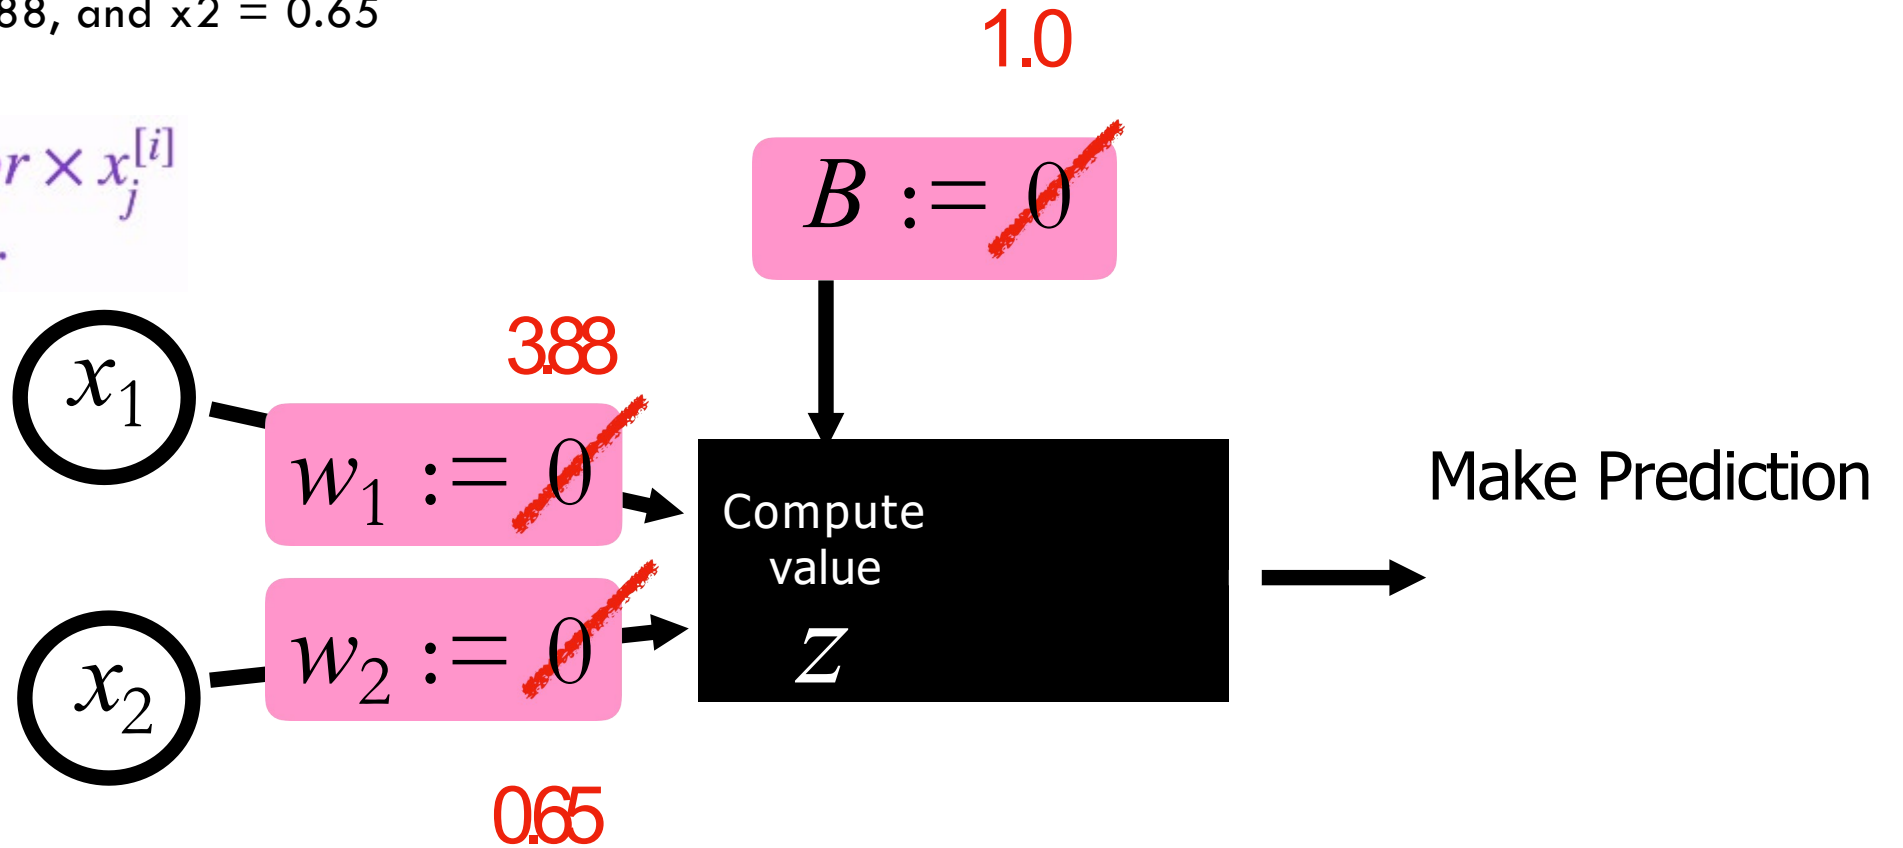 88, and x2 = 0.65
1.0
r × x_j^{[i]}
.
B := 0
3.88
x₁
w₁ := 0
Compute
value
z
Make Prediction
w₂ := 0
x₂
0.65